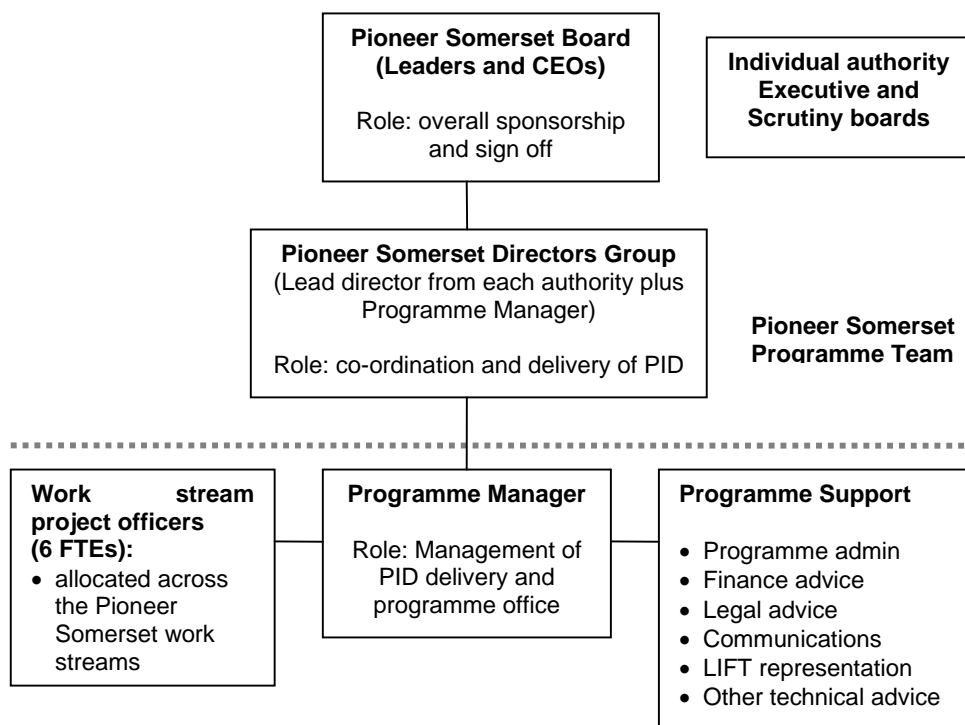 Pioneer Somerset Board
(Leaders and CEOs)
Role: overall sponsorship
and sign off
Individual authority
Executive and
Scrutiny boards
Pioneer Somerset Directors Group
(Lead director from each authority plus
Programme Manager)
Role: co-ordination and delivery of PID
Pioneer Somerset
Programme Team
Work stream
project officers
(6 FTEs):
• allocated across
the Pioneer
Somerset work
streams
Programme Manager
Role: Management of
PID delivery and
programme office
Programme Support
• Programme admin
• Finance advice
• Legal advice
• Communications
• LIFT representation
• Other technical advice